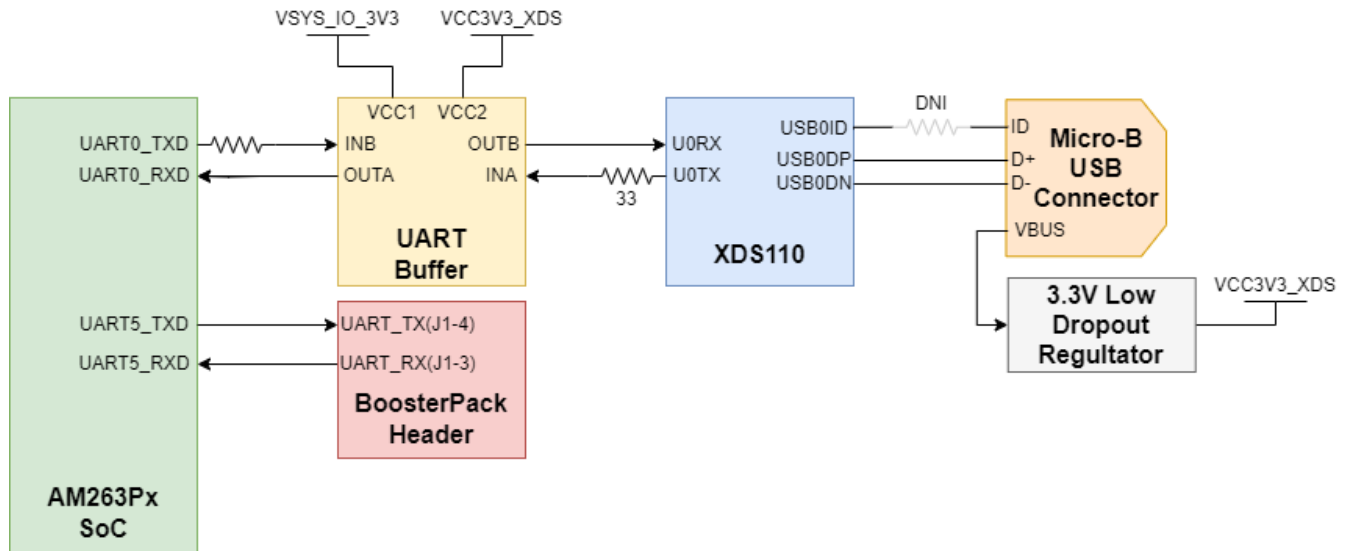 VSYS_IO_3V3
VCC3V3_XDS
VCC1
VCC2
UART0_TXD
INB
OUTB
U0RX
UART0_RXD
OUTA
INA
33
U0TX
UART
Buffer
XDS110
USB0ID
DNI
ID
USB0DP
D+
USB0DN
D-
VBUS
Micro-B
USB
Connector
3.3V Low
Dropout
Regultator
VCC3V3_XDS
UART5_TXD
UART_TX(J1-4)
UART5_RXD
UART_RX(J1-3)
BoosterPack
Header
AM263Px
SoC